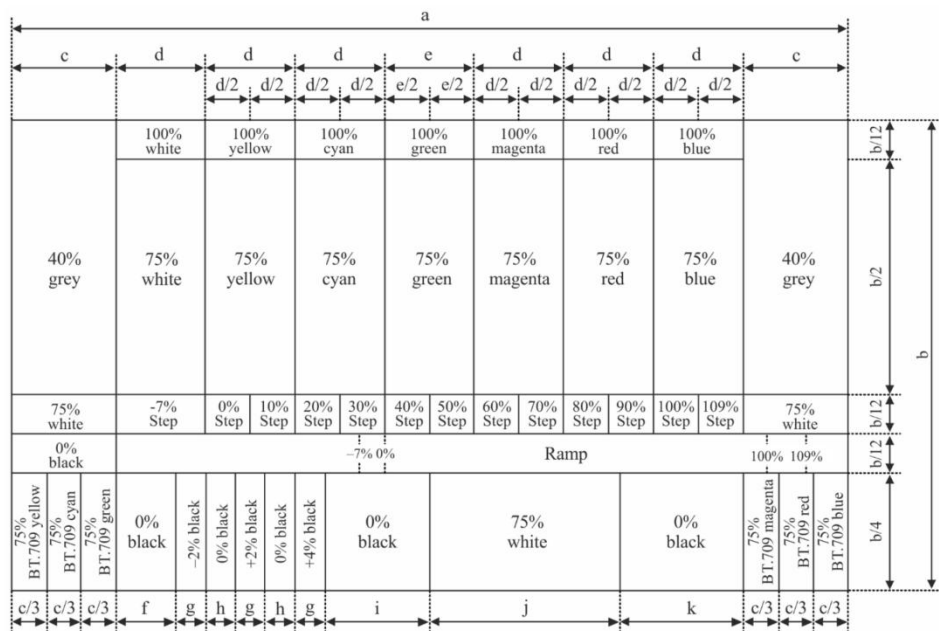 a
c d d d e d d d c
d/2 d/2 d/2 d/2 e/2 e/2 d/2 d/2 d/2 d/2 d/2 d/2
100% 100% 100% 100% 100% 100% 100%
white yellow cyan green magenta red blue
b/12
40% 75% 75% 75% 75% 75% 75% 75% 40%
grey white yellow cyan green magenta red blue grey
b/2
b
75% -7% 0% 10% 20% 30% 40% 50% 60% 70% 80% 90% 100% 109% 75%
white Step Step Step Step Step Step Step Step Step Step Step Step Step white
b/12
0%
black
−7% 0% Ramp 100% 109%
b/12
75%
BT.709 yellow
75%
BT.709 cyan
75%
BT.709 green
0%
black
−2% black
0% black
+2% black
0% black
+4% black
0%
black
75%
white
0%
black
75%
BT.709 magenta
75%
BT.709 red
75%
BT.709 blue
b/4
c/3 c/3 c/3 f g h g h g i j k c/3 c/3 c/3